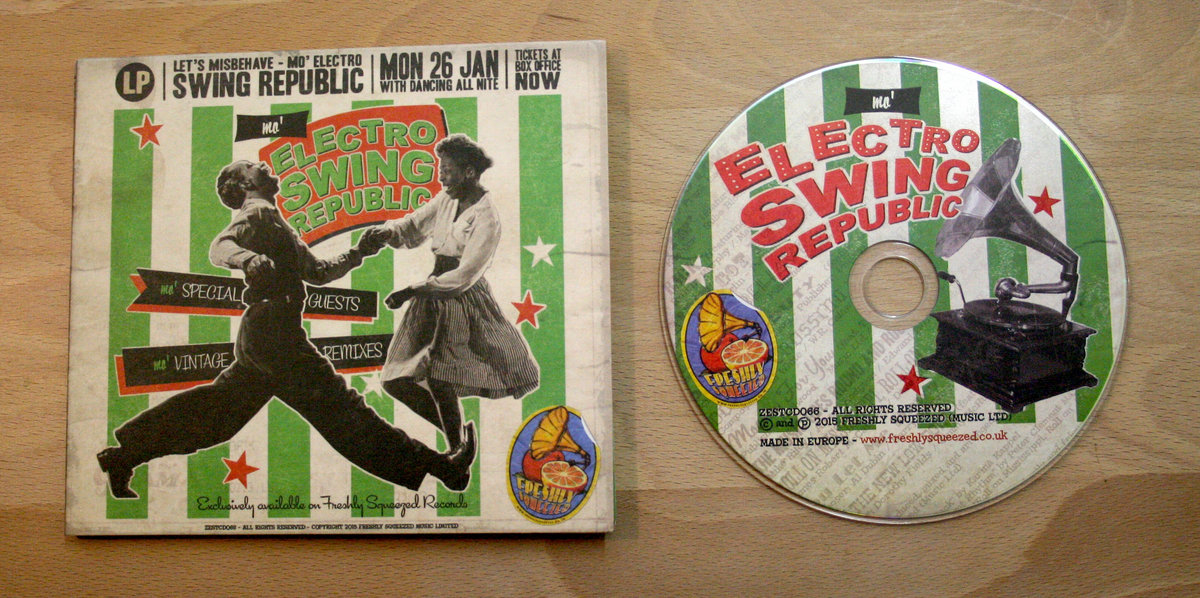 LP
LET'S MISBEHAVE - MO' ELECTRO
SWING REPUBLIC
MON 26 JAN
WITH DANCING ALL NITE
TICKETS AT
BOX OFFICE
NOW
mo'
ELECTRO
SWING
REPUBLIC
mo' SPECIAL GUESTS
mo' VINTAGE REMIXES
FRESHLY
SQUEEZED
Exclusively available on Freshly Squeezed Records
ZESTCD066 - ALL RIGHTS RESERVED - COPYRIGHT 2015 FRESHLY SQUEEZED MUSIC LIMITED
mo'
ELECTRO
SWING
REPUBLIC
FRESHLY
SQUEEZED
ZESTCD066 - ALL RIGHTS RESERVED
© and ℗ 2015 FRESHLY SQUEEZED (MUSIC LTD)
MADE IN EUROPE - www.freshlysqueezed.co.uk